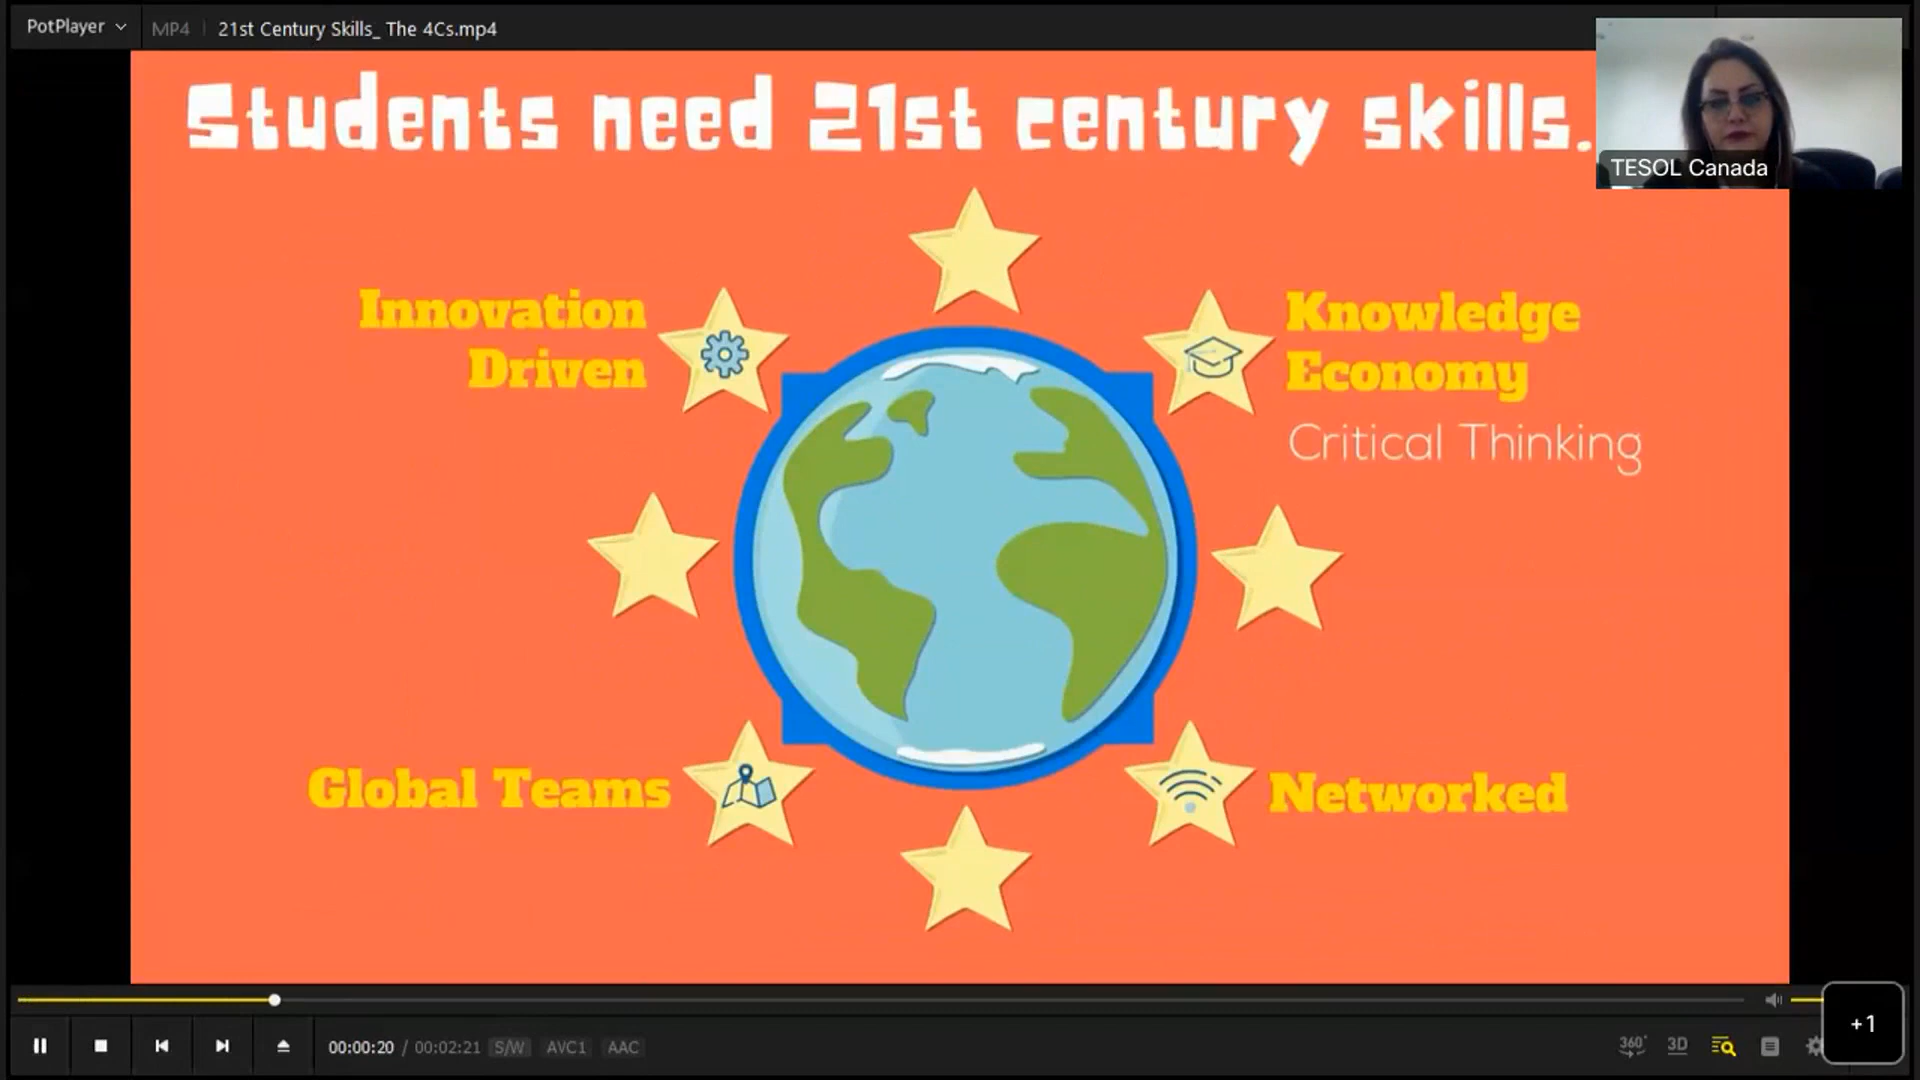 PotPlayer
MP4
21st Century Skills_ The 4Cs.mp4
Students need 21st century skills.
TESOL Canada
Innovation
Driven
Knowledge
Economy
Critical Thinking
Global Teams
Networked
00:00:20 / 00:02:21 S/W AVC1 AAC
360°
3D
+1